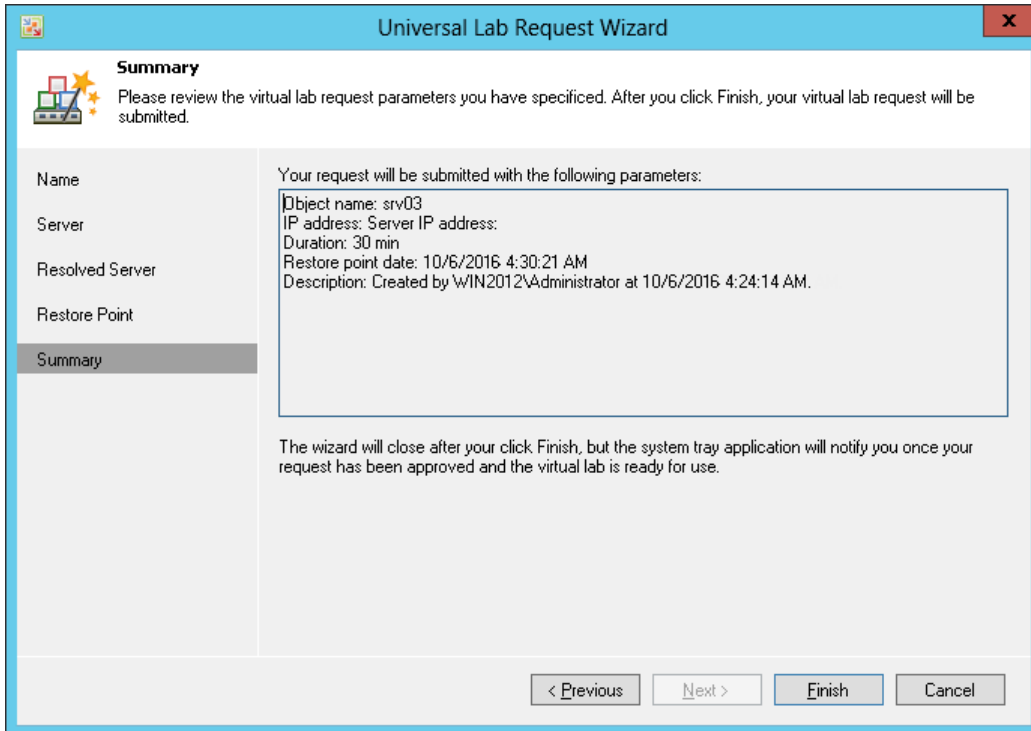 Universal Lab Request Wizard
x
Summary
Please review the virtual lab request parameters you have specificed. After you click Finish, your virtual lab request will be
submitted.
Name
Server
Resolved Server
Restore Point
Summary
Your request will be submitted with the following parameters:
Object name: srv03
IP address: Server IP address:
Duration: 30 min
Restore point date: 10/6/2016 4:30:21 AM
Description: Created by WIN2012\Administrator at 10/6/2016 4:24:14 AM.
The wizard will close after your click Finish, but the system tray application will notify you once your
request has been approved and the virtual lab is ready for use.
< Previous Next > Finish Cancel